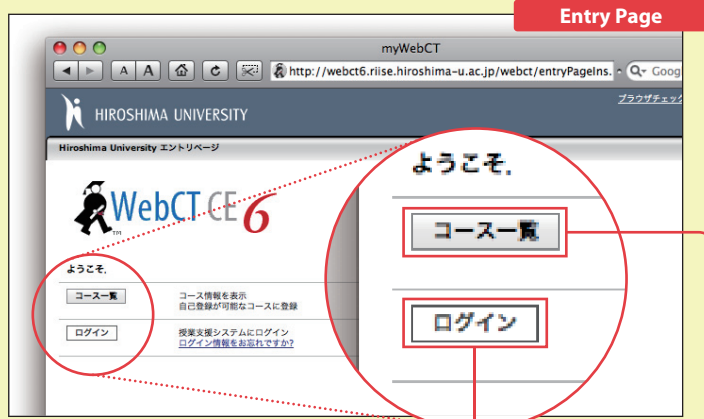 Entry Page
myWebCT
A A
http://webct6.riise.hiroshima-u.ac.jp/webct/entryPageIns.
Goog
HIROSHIMA UNIVERSITY
ブラウザチェック
Hiroshima University エントリページ
WebCT CE 6
TM
ようこそ.
コース一覧
コース情報を表示
自己登録が可能なコースに登録
ログイン
授業支援システムにログイン
ログイン情報をお忘れですか?
ようこそ.
コース一覧
ログイン